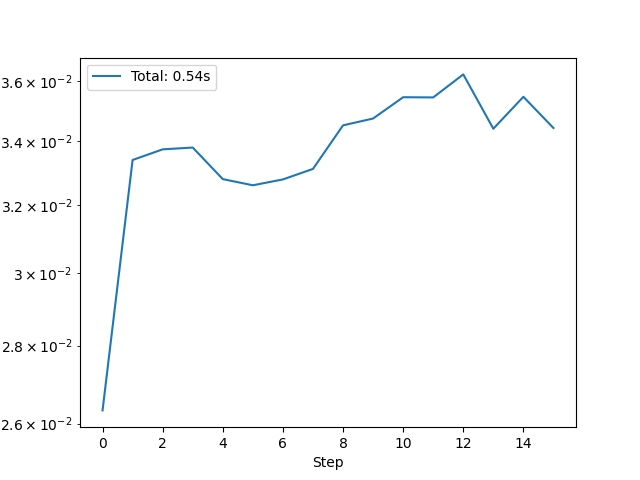 Total: 0.54s
3.6 × 10⁻²
3.4 × 10⁻²
3.2 × 10⁻²
3 × 10⁻²
2.8 × 10⁻²
2.6 × 10⁻²
0 2 4 6 8 10 12 14
Step